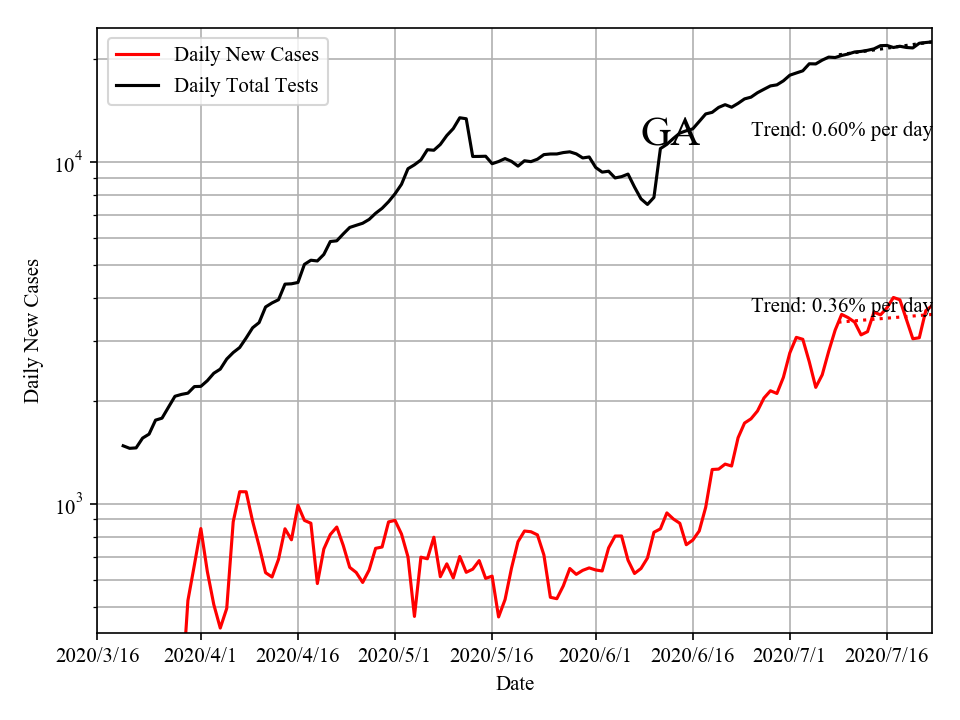 Daily New Cases
Daily Total Tests
GA
Trend: 0.60% per day
Trend: 0.36% per day
10^4
10^3
Daily New Cases
2020/3/16 2020/4/1 2020/4/16 2020/5/1 2020/5/16 2020/6/1 2020/6/16 2020/7/1 2020/7/16
Date